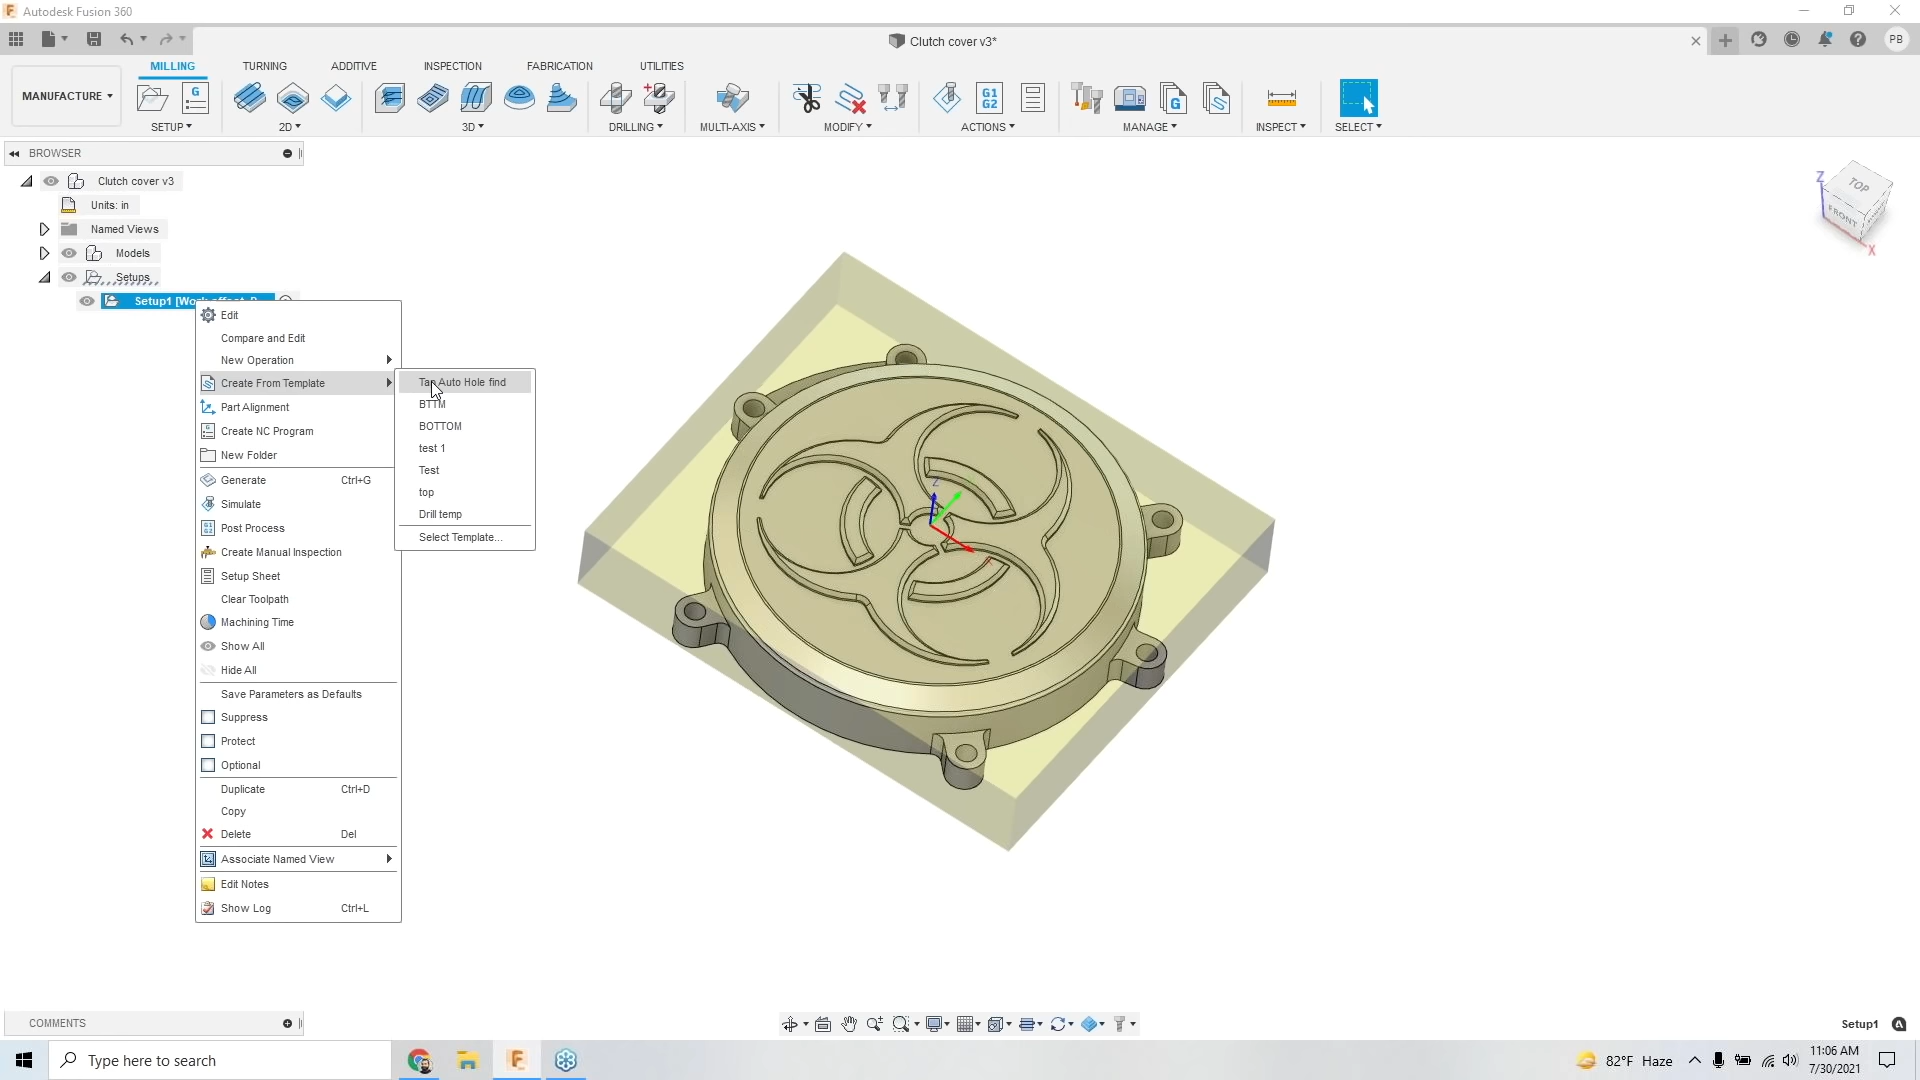 Autodesk Fusion 360
Clutch cover v3*
PB
MILLING
TURNING
ADDITIVE
INSPECTION
FABRICATION
UTILITIES
MANUFACTURE
SETUP
2D
3D
DRILLING
MULTI-AXIS
MODIFY
G1
G2
ACTIONS
MANAGE
INSPECT
SELECT
BROWSER
Clutch cover v3
Units: in
Named Views
Models
Setups
Setup1
Edit
Compare and Edit
New Operation
Create From Template
Part Alignment
Create NC Program
New Folder
Generate Ctrl+G
Simulate
Post Process
Create Manual Inspection
Setup Sheet
Clear Toolpath
Machining Time
Show All
Hide All
Save Parameters as Defaults
Suppress
Protect
Optional
Duplicate Ctrl+D
Copy
Delete Del
Associate Named View
Edit Notes
Show Log Ctrl+L
Tap Auto Hole find
BTTM
BOTTOM
test 1
Test
top
Drill temp
Select Template...
Z
TOP
FRONT
X
Z
X
COMMENTS
Setup1
Type here to search
82°F Haze
11:06 AM
7/30/2021